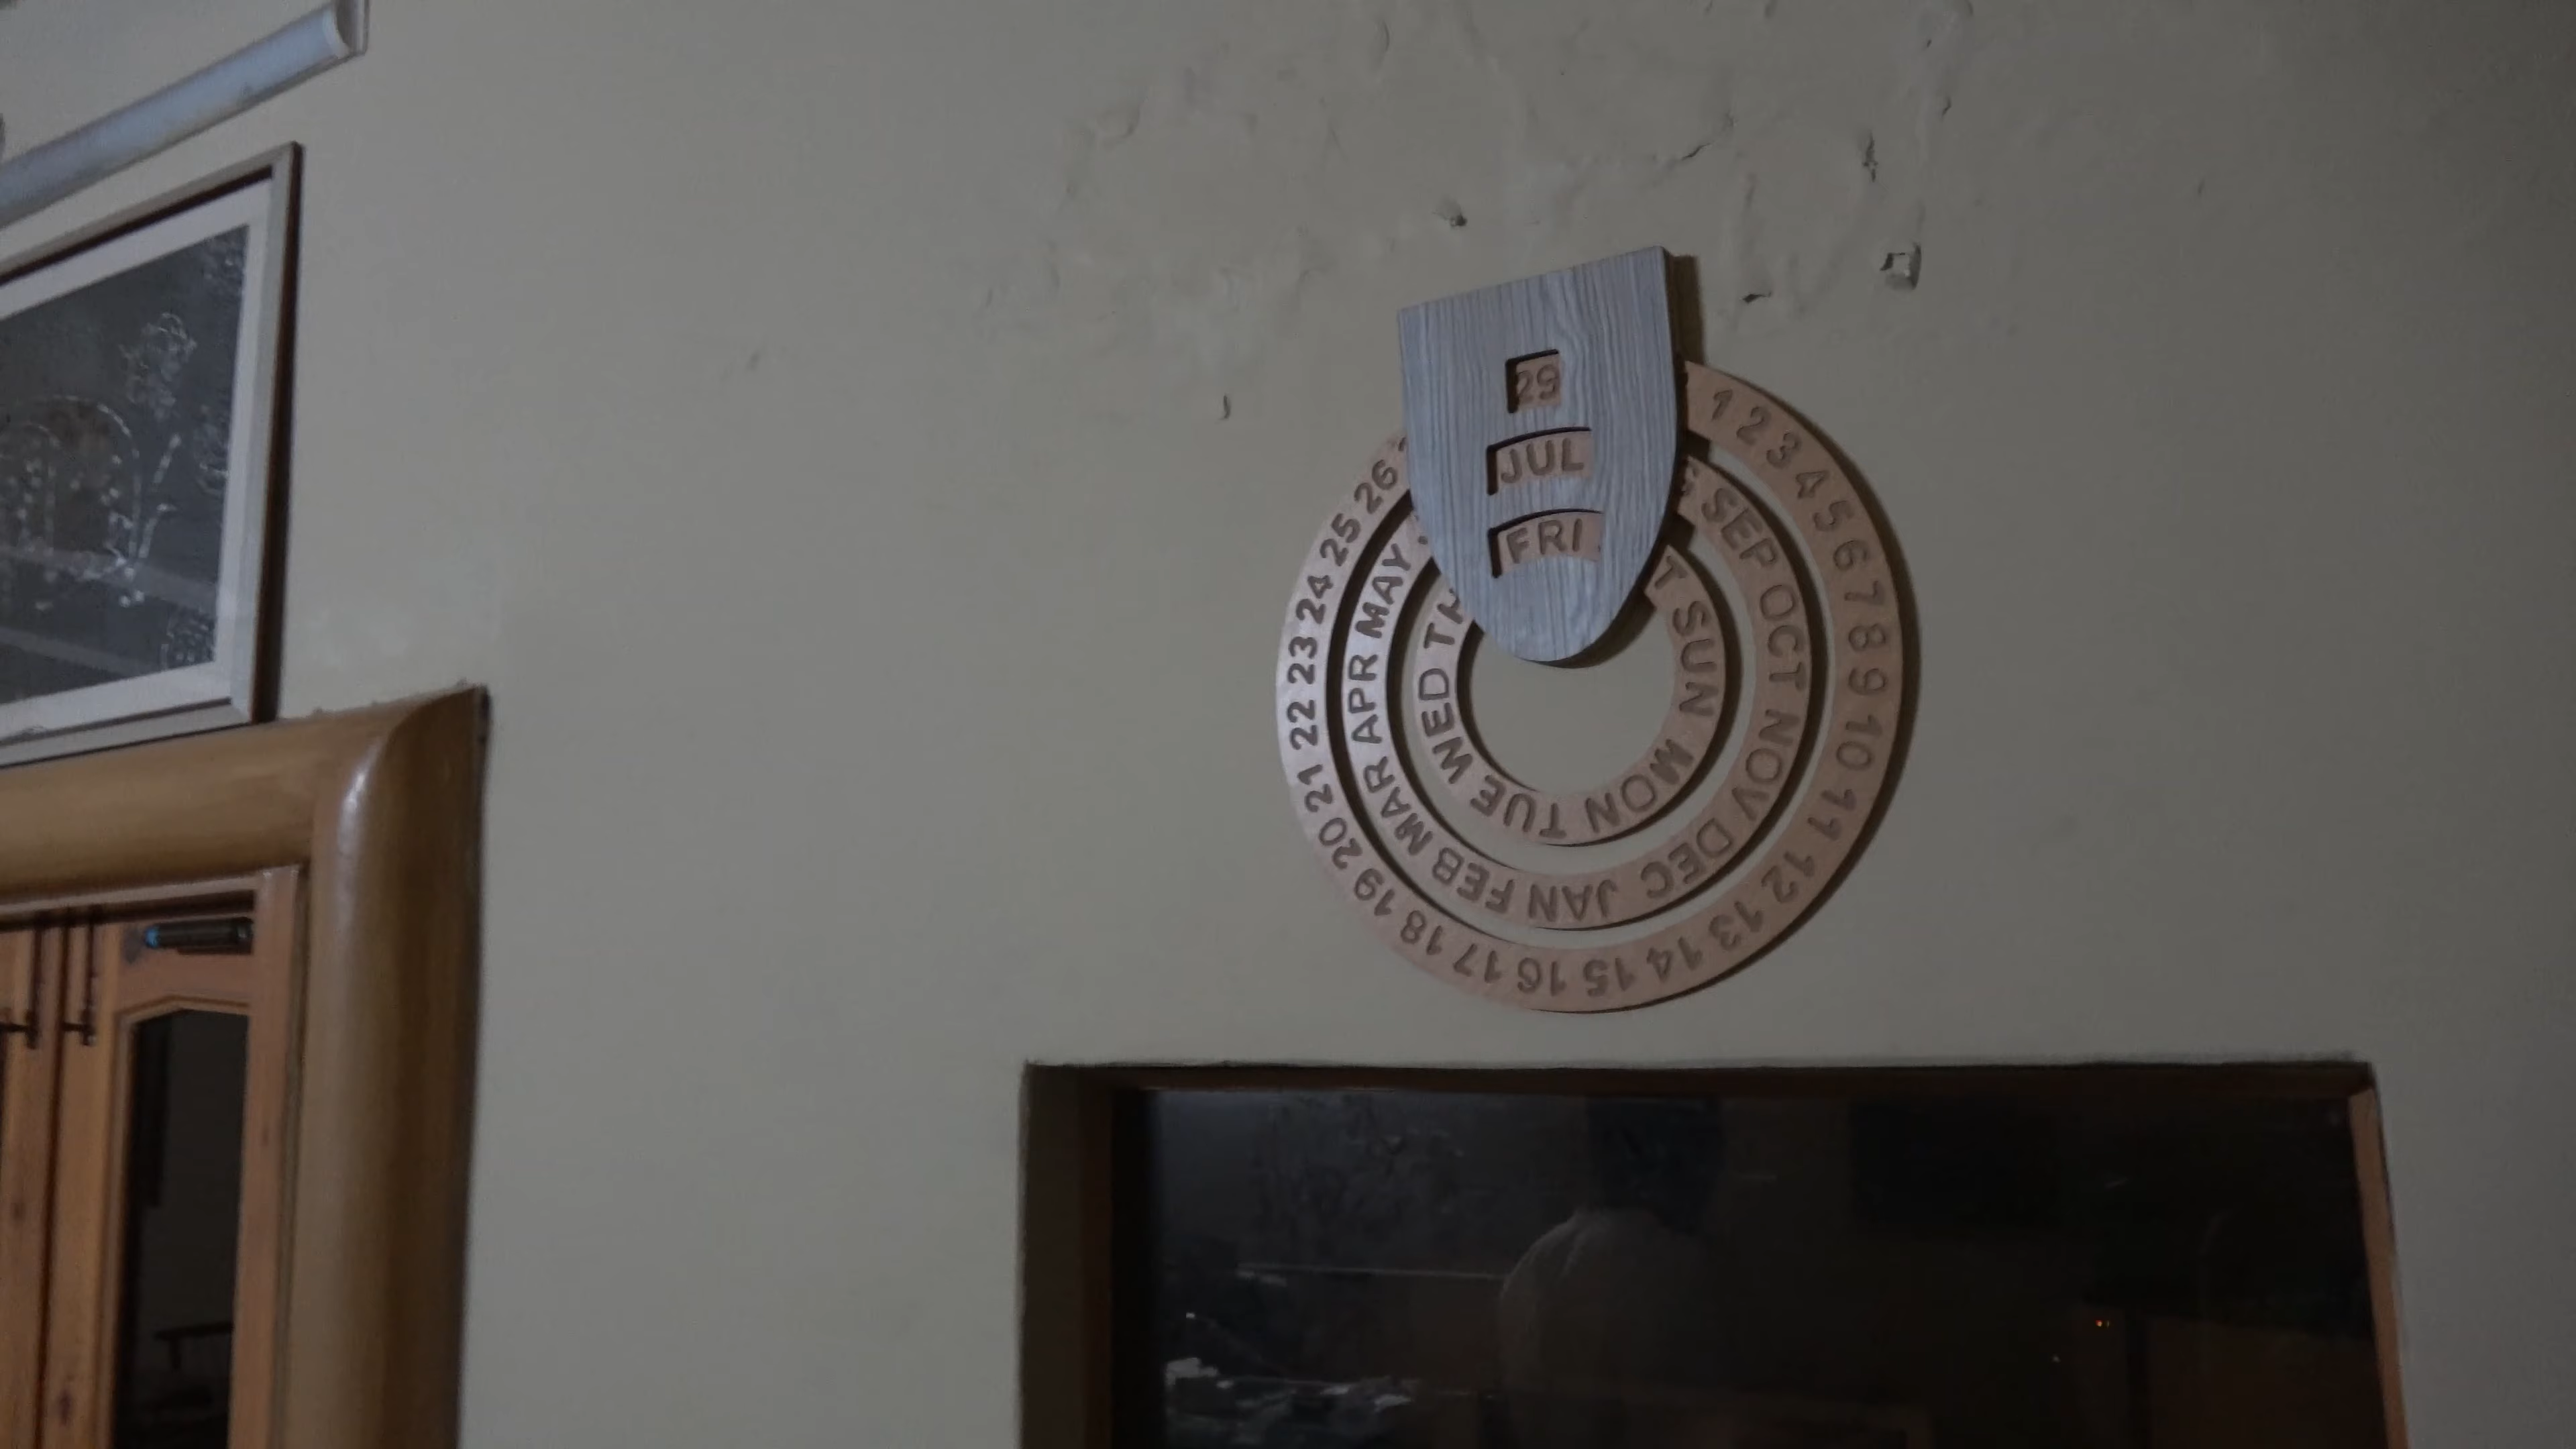 29
JUL
FRI
1 2 3 4 5 6 7 8 9 10 11 12 13 14 15 16 17 18 19 20 21 22 23 24 25 26
SEP OCT NOV DEC JAN FEB MAR APR MAY
SUN MON TUE WED